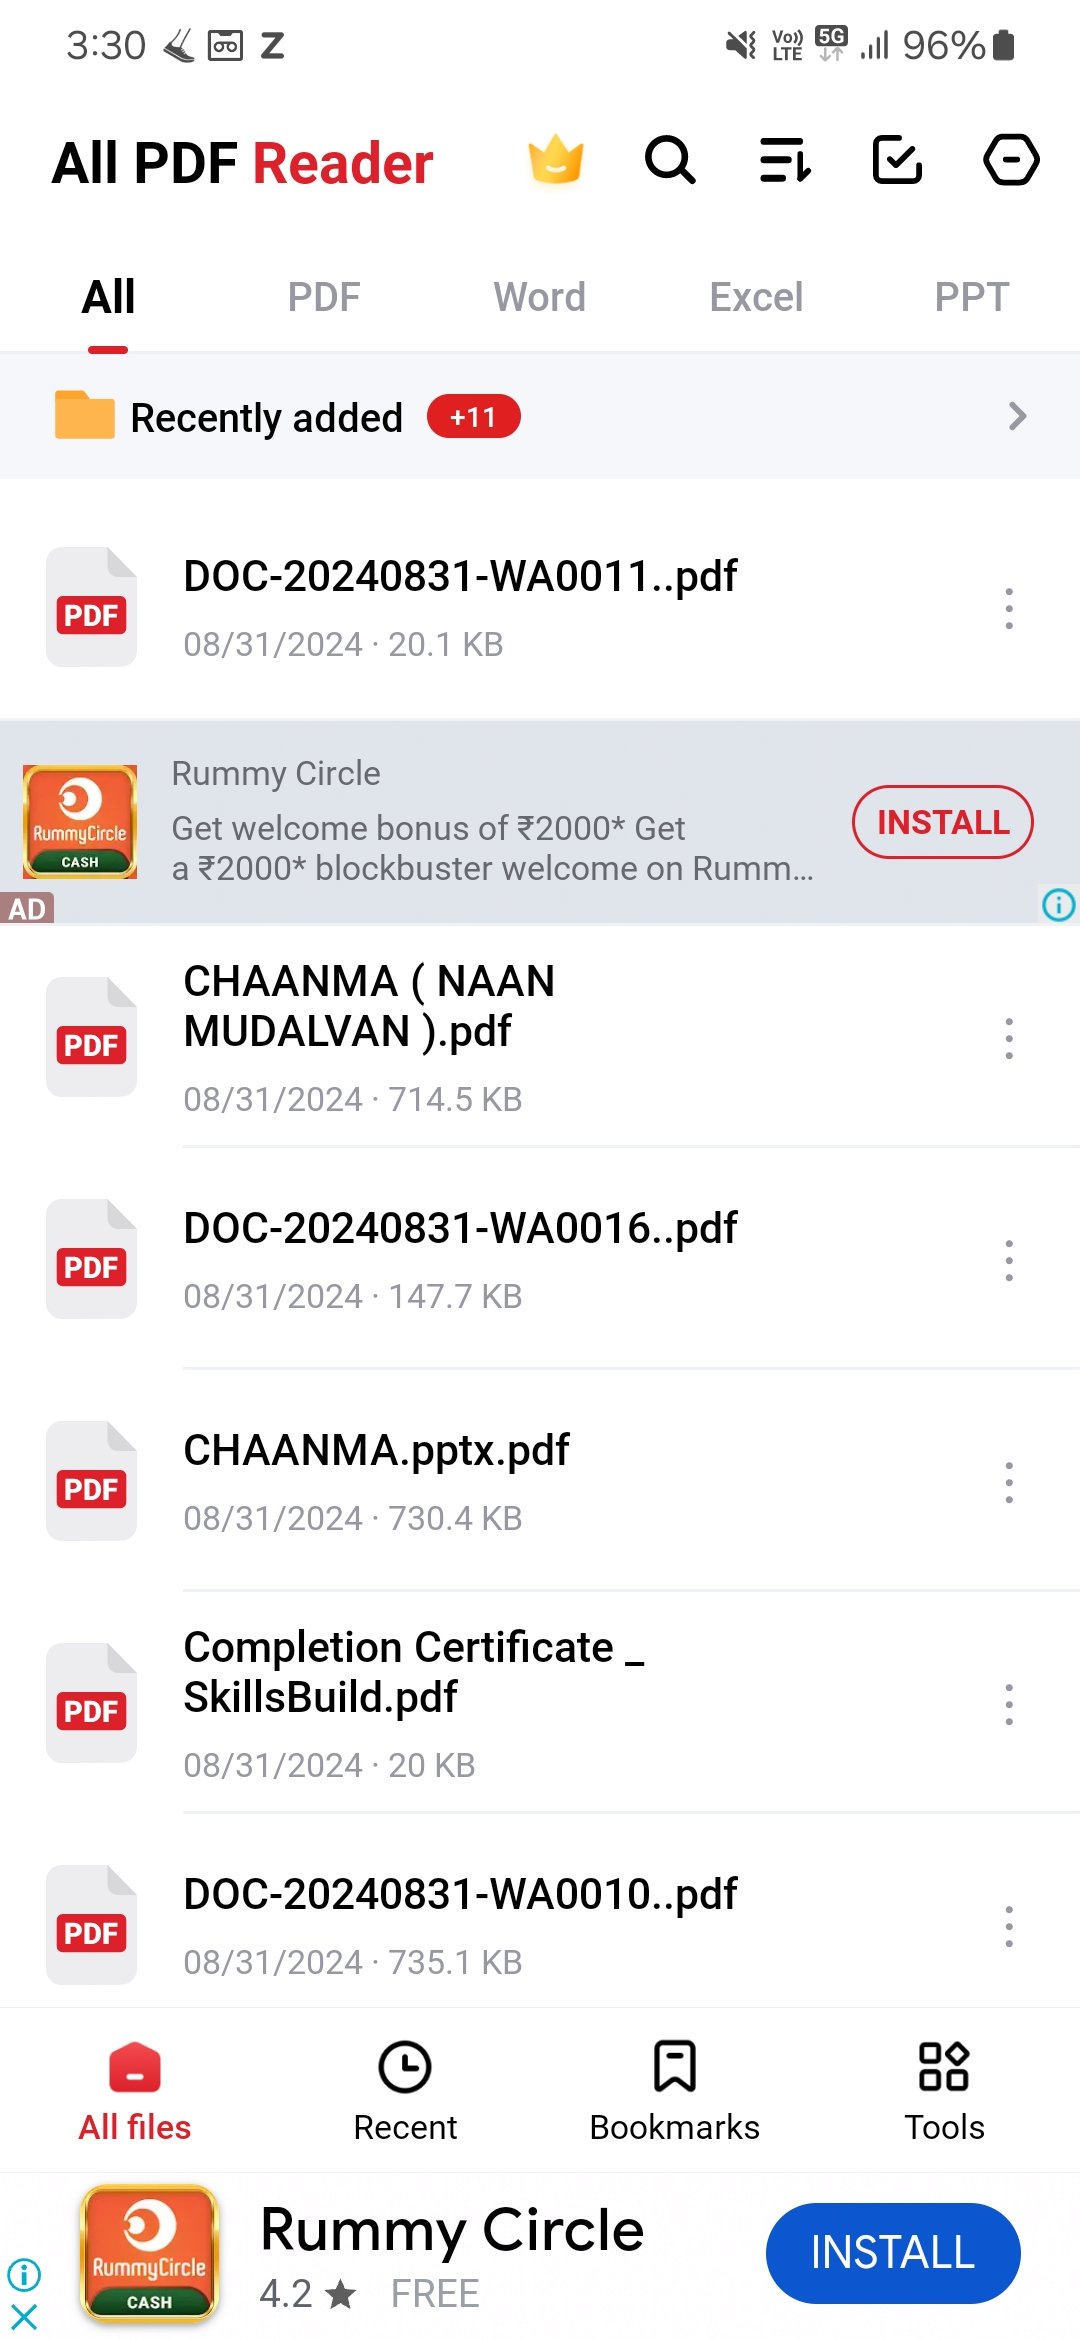 3:30 Z Vo)) LTE 5G 96%
All PDF Reader
All PDF Word Excel PPT
Recently added +11
DOC-20240831-WA0011..pdf
PDF
08/31/2024 · 20.1 KB
Rummy Circle
RummyCircle
CASH
Get welcome bonus of ₹2000* Get
a ₹2000* blockbuster welcome on Rumm...
INSTALL
AD
CHAANMA ( NAAN
MUDALVAN ).pdf
PDF
08/31/2024 · 714.5 KB
DOC-20240831-WA0016..pdf
PDF
08/31/2024 · 147.7 KB
CHAANMA.pptx.pdf
PDF
08/31/2024 · 730.4 KB
Completion Certificate _
SkillsBuild.pdf
PDF
08/31/2024 · 20 KB
DOC-20240831-WA0010..pdf
PDF
08/31/2024 · 735.1 KB
All files Recent Bookmarks Tools
RummyCircle
CASH
Rummy Circle
4.2 ★ FREE
INSTALL